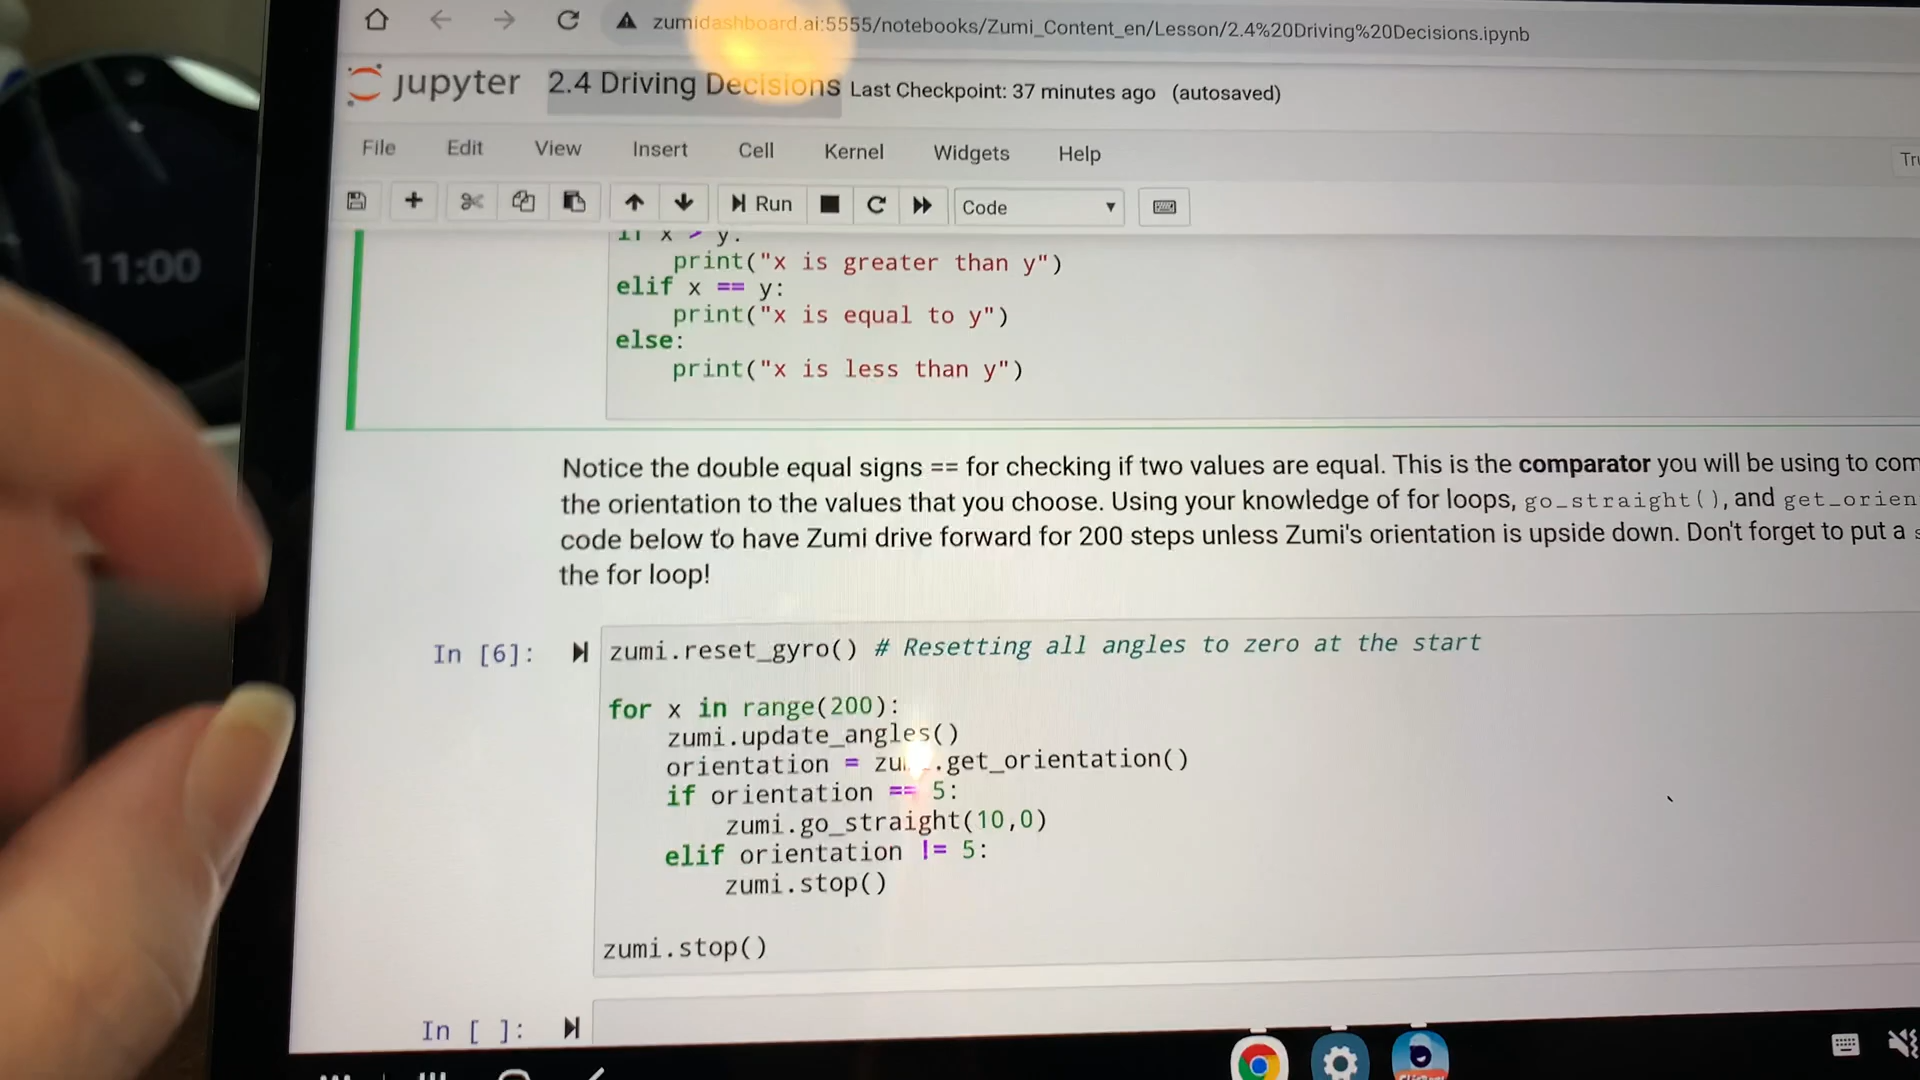 zumidashboard.ai:5555/notebooks/Zumi_Content_en/Lesson/2.4%20Driving%20Decisions.ipynb
jupyter 2.4 Driving Decisions Last Checkpoint: 37 minutes ago (autosaved)
File Edit View Insert Cell Kernel Widgets Help
Run Code
11:00
if x > y:
print("x is greater than y")
elif x == y:
print("x is equal to y")
else:
print("x is less than y")
Notice the double equal signs == for checking if two values are equal. This is the comparator you will be using to com
the orientation to the values that you choose. Using your knowledge of for loops, go_straight(), and get_orien
code below to have Zumi drive forward for 200 steps unless Zumi's orientation is upside down. Don't forget to put a s
the for loop!
In [6]: zumi.reset_gyro() # Resetting all angles to zero at the start
for x in range(200):
zumi.update_angles()
orientation = zu .get_orientation()
if orientation == 5:
zumi.go_straight(10,0)
elif orientation != 5:
zumi.stop()
zumi.stop()
In [ ]: